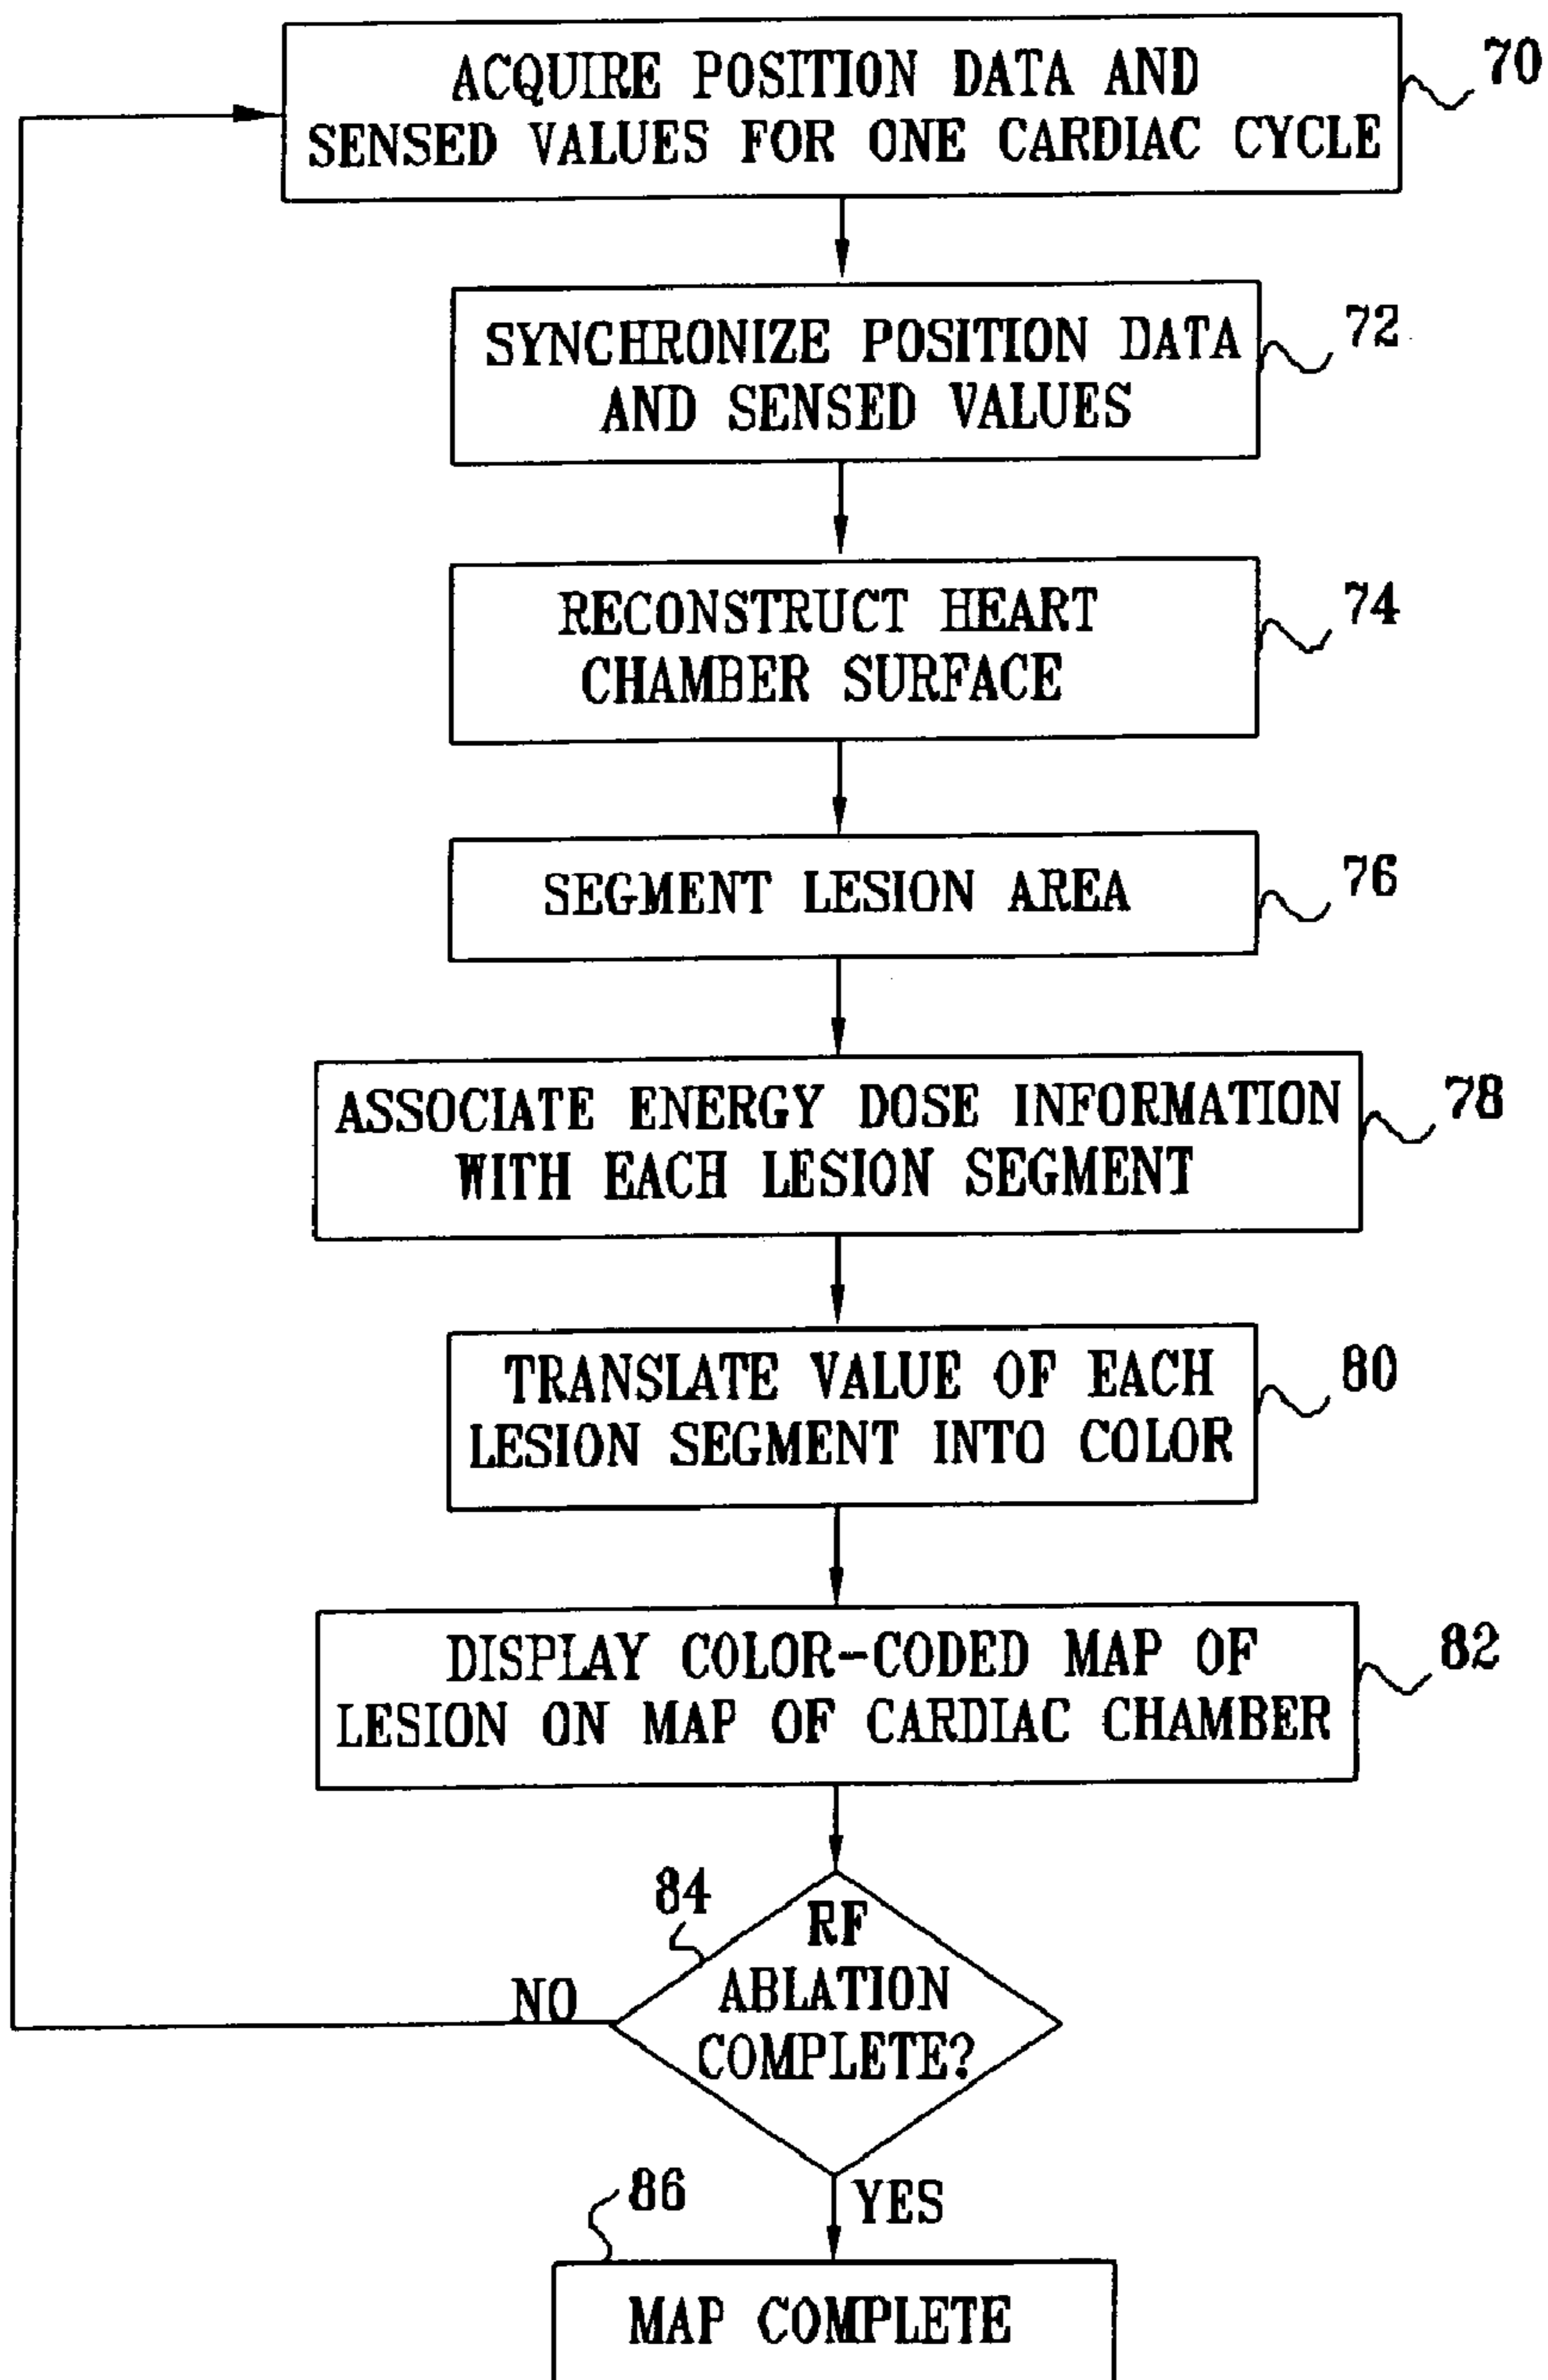 ACQUIRE POSITION DATA AND
SENSED VALUES FOR ONE CARDIAC CYCLE
70
SYNCHRONIZE POSITION DATA
AND SENSED VALUES
72
RECONSTRUCT HEART
CHAMBER SURFACE
74
SEGMENT LESION AREA
76
ASSOCIATE ENERGY DOSE INFORMATION
WITH EACH LESION SEGMENT
78
TRANSLATE VALUE OF EACH
LESION SEGMENT INTO COLOR
80
DISPLAY COLOR-CODED MAP OF
LESION ON MAP OF CARDIAC CHAMBER
82
84
RF
ABLATION
COMPLETE?
NO
YES
86
MAP COMPLETE